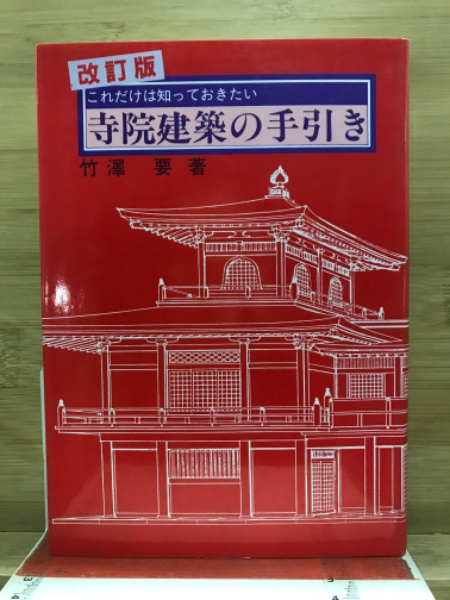 改訂版
これだけは知っておきたい
寺院建築の手引き
竹澤 要 著